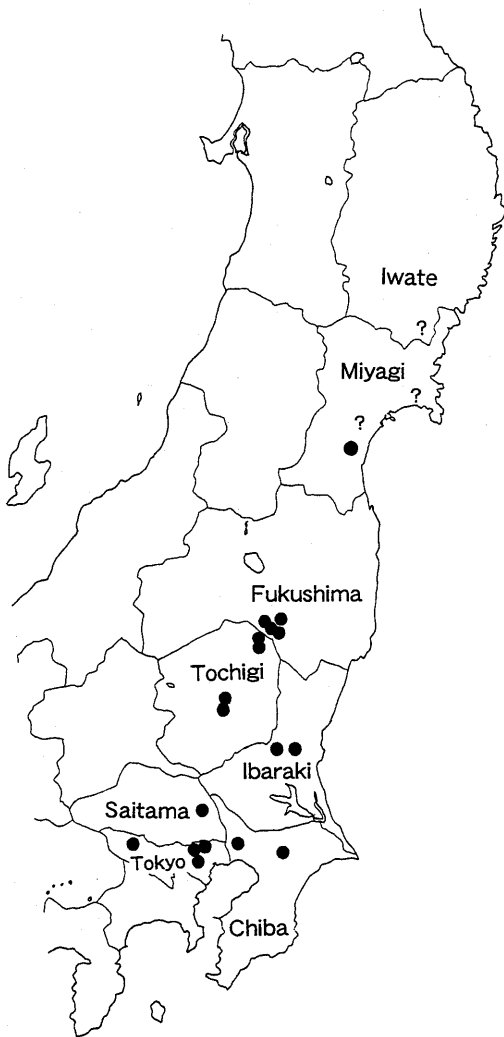 Iwate
?
Miyagi
?
?
Fukushima
Tochigi
Ibaraki
Saitama
Tokyo
Chiba